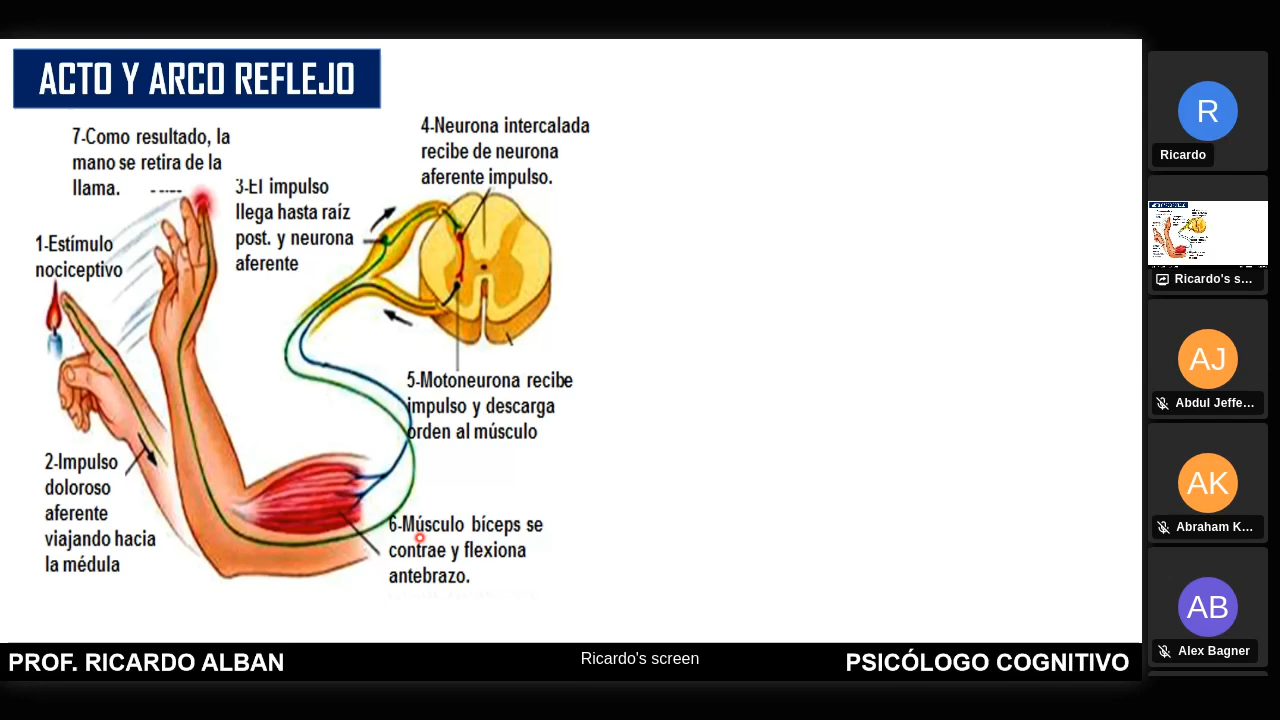 ACTO Y ARCO REFLEJO
7-Como resultado, la
mano se retira de la
llama.
1-Estímulo
nociceptivo
3-El impulso
llega hasta raíz
post. y neurona
aferente
4-Neurona intercalada
recibe de neurona
aferente impulso.
2-Impulso
doloroso
aferente
viajando hacia
la médula
5-Motoneurona recibe
impulso y descarga
orden al músculo
6-Músculo bíceps se
contrae y flexiona
antebrazo.
PROF. RICARDO ALBAN
Ricardo's screen
PSICÓLOGO COGNITIVO
R
Ricardo
Ricardo's s...
AJ
Abdul Jeffe...
AK
Abraham K...
AB
Alex Bagner